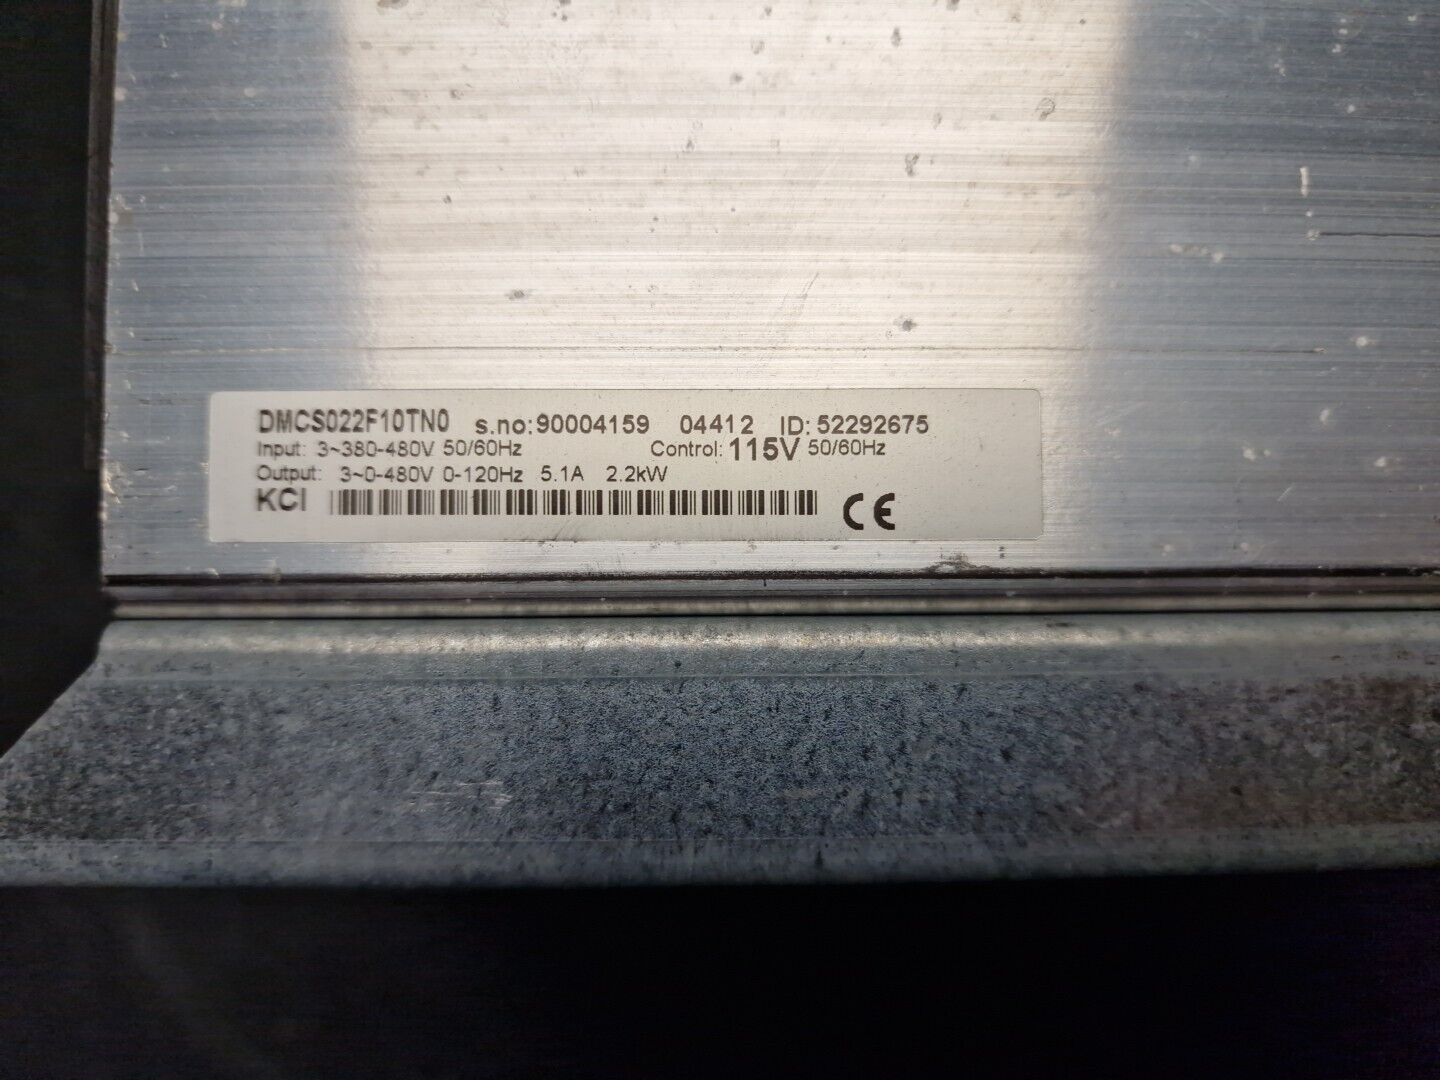 DMCS022F10TN0 s.no:90004159 04412 ID:52292675
Input: 3~380-480V 50/60Hz Control: 115V 50/60Hz
Output: 3~0-480V 0-120Hz 5.1A 2.2kW
KCI CE